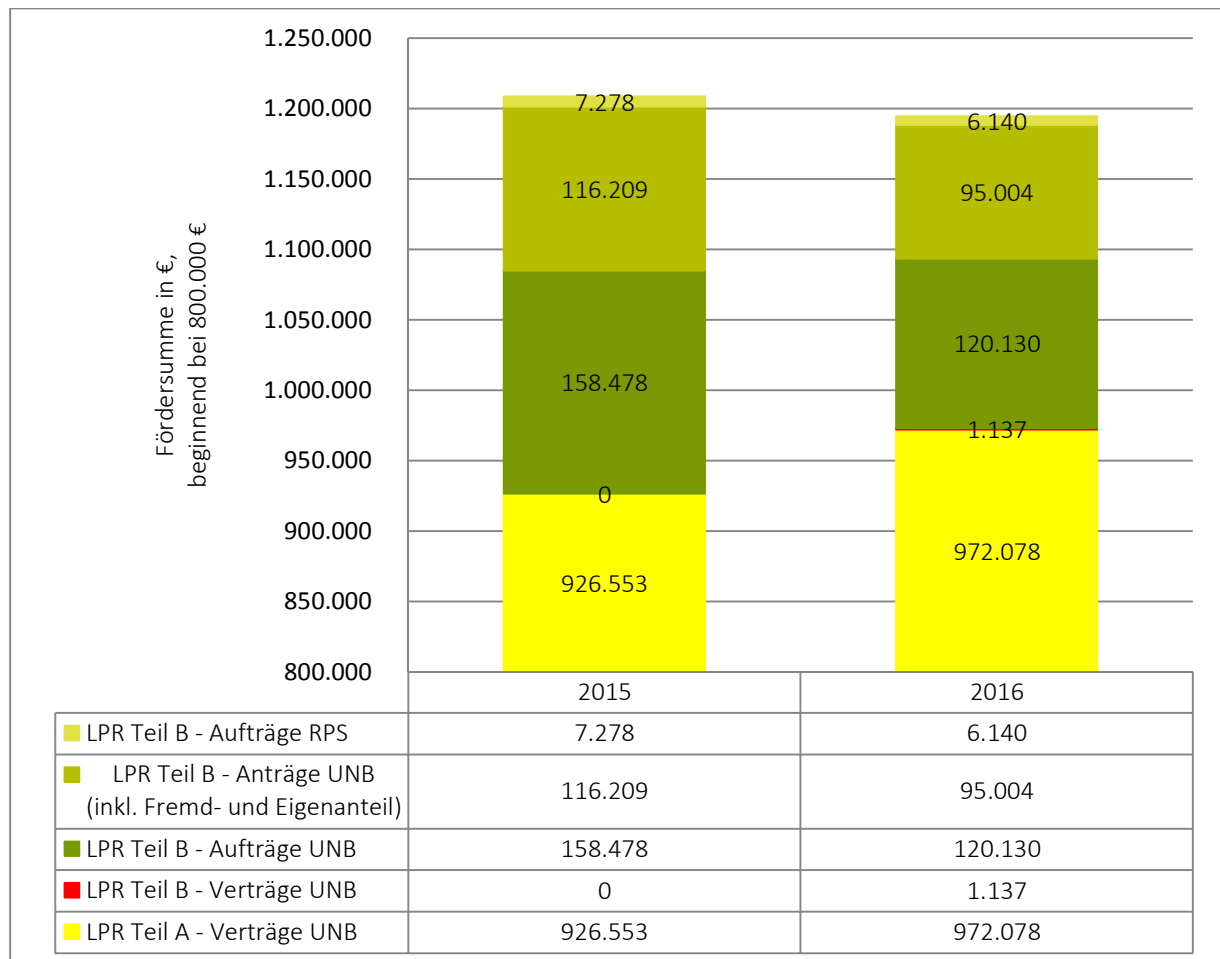 1.250.000
1.200.000
1.150.000
1.100.000
1.050.000
1.000.000
950.000
900.000
850.000
800.000
Fördersumme in €,
beginnend bei 800.000 €
7.278
116.209
158.478
0
926.553
6.140
95.004
120.130
1.137
972.078
2015 2016
LPR Teil B - Aufträge RPS 7.278 6.140
LPR Teil B - Anträge UNB
(inkl. Fremd- und Eigenanteil) 116.209 95.004
LPR Teil B - Aufträge UNB 158.478 120.130
LPR Teil B - Verträge UNB 0 1.137
LPR Teil A - Verträge UNB 926.553 972.078